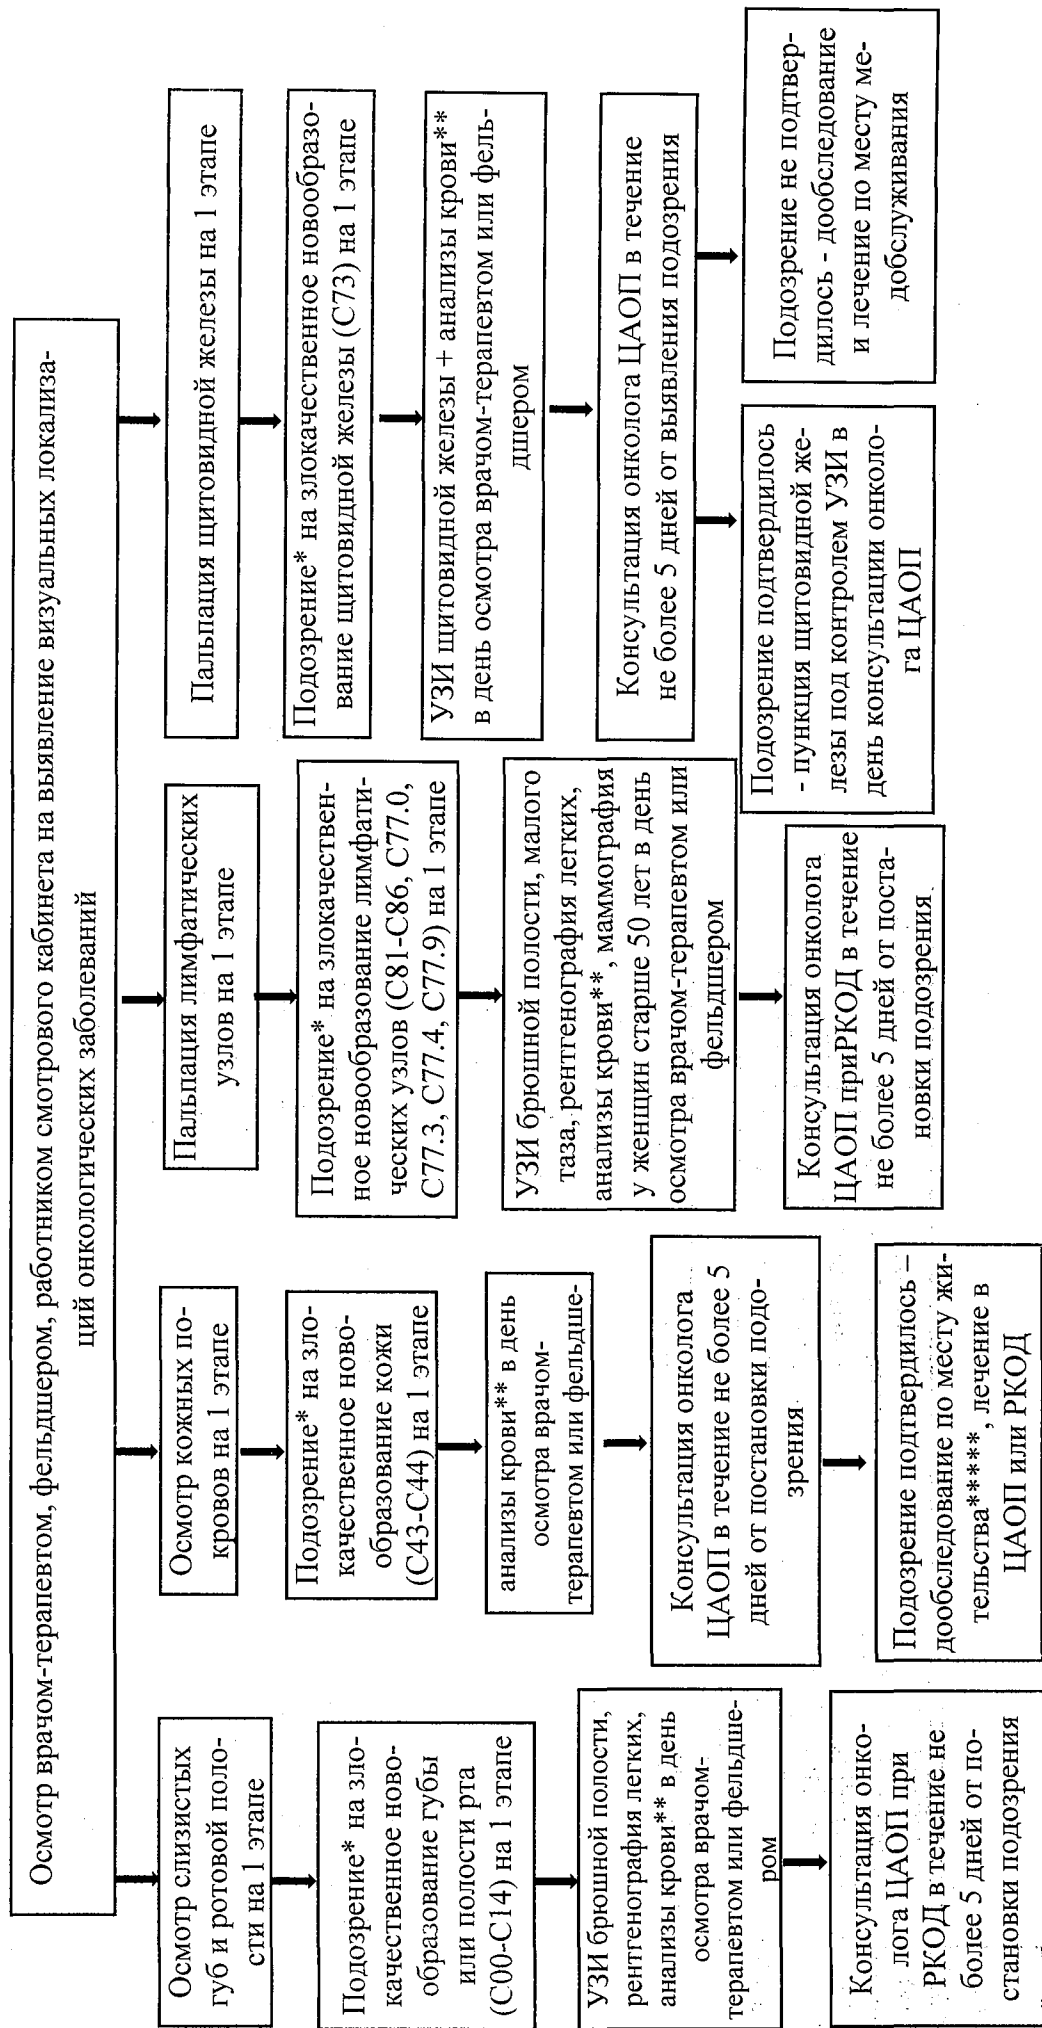 Осмотр врачом-терапевтом, фельдшером, работником смотрового кабинета на выявление визуальных локализа-
ций онкологических заболеваний
Осмотр слизистых
губ и ротовой поло-
сти на 1 этапе
Подозрение* на зло-
качественное ново-
образование губы
или полости рта
(С00-С14) на 1 этапе
УЗИ брюшной полости,
рентгенография легких,
анализы крови** в день
осмотра врачом-
терапевтом или фельдше-
ром
Консультация онко-
лога ЦАОП при
РКОД в течение не
более 5 дней от по-
становки подозрения
Осмотр кожных по-
кровов на 1 этапе
Подозрение* на зло-
качественное ново-
образование кожи
(С43-С44) на 1 этапе
анализы крови** в день
осмотра врачом-
терапевтом или фельдше-
Консультация онколога
ЦАОП в течение не более 5
дней от постановки подо-
зрения
Подозрение подтвердилось –
дообследование по месту жи-
тельства*****, лечение в
ЦАОП или РКОД
Пальпация лимфатических
узлов на 1 этапе
Подозрение* на злокачествен-
ное новообразование лимфати-
ческих узлов (С81-С86, С77.0,
С77.3, С77.4, С77.9) на 1 этапе
УЗИ брюшной полости, малого
таза, рентгенография легких,
анализы крови**, маммография
у женщин старше 50 лет в день
осмотра врачом-терапевтом или
фельдшером
Консультация онколога
ЦАОП приРКОД в течение
не более 5 дней от поста-
новки подозрения
Пальпация щитовидной железы на 1 этапе
Подозрение* на злокачественное новообразо-
вание щитовидной железы (С73) на 1 этапе
УЗИ щитовидной железы + анализы крови**
в день осмотра врачом-терапевтом или фель-
дшером
Консультация онколога ЦАОП в течение
не более 5 дней от выявления подозрения
Подозрение подтвердилось
- пункция щитовидной же-
лезы под контролем УЗИ в
день консультации онколо-
га ЦАОП
Подозрение не подтвер-
дилось - дообследование
и лечение по месту ме-
добслуживания